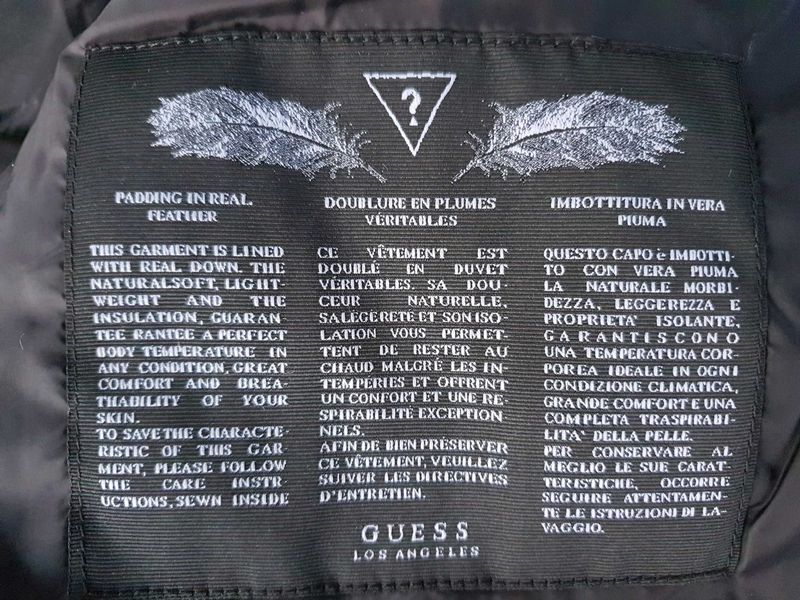 ?
PADDING IN REAL
FEATHER
THIS GARMENT IS LINED
WITH REAL DOWN. THE
NATURALSOFT, LIGHT-
WEIGHT AND THE
INSULATION, GUARAN
TEE RANTEE A PERFECT
BODY TEMPERATURE IN
ANY CONDITION, GREAT
COMFORT AND BREA-
THABILITY OF YOUR
SKIN.
TO SAVE THE CHARACTE-
RISTIC OF THIS GAR
MENT, PLEASE FOLLOW
THE CARE INSTR-
UCTIONS, SEWN INSIDE
DOUBLURE EN PLUMES
VÉRITABLES
CE VÊTEMENT EST
DOUBLÉ EN DUVET
VÉRITABLES. SA DOU-
CEUR NATURELLE,
SALÉGÈRETÉ ET SON ISO-
LATION VOUS PERMET-
TENT DE RESTER AU
CHAUD MALGRÉ LES IN-
TEMPÉRIES ET OFFRENT
UN CONFORT ET UNE RE-
SPIRABILITÉ EXCEPTION-
NELS.
AFIN DE BIEN PRÉSERVER
CE VÊTEMENT, VEUILLEZ
SUIVER LES DIRECTIVES
D'ENTRETIEN.
IMBOTTITURA IN VERA
PIUMA
QUESTO CAPO è IMBOTTI-
TO CON VERA PIUMA
LA NATURALE MORBI-
DEZZA, LEGGEREZZA E
PROPRIETA' ISOLANTE,
GARANTISCONO
UNA TEMPERATURA COR-
POREA IDEALE IN OGNI
CONDIZIONE CLIMATICA,
GRANDE COMFORT E UNA
COMPLETA TRASPIRABI-
LITA' DELLA PELLE.
PER CONSERVARE AL
MEGLIO LE SUE CARAT-
TERISTICHE, OCCORRE
SEGUIRE ATTENTAMEN-
TE LE ISTRUZIONI DI LA-
VAGGIO.
GUESS
LOS ANGELES